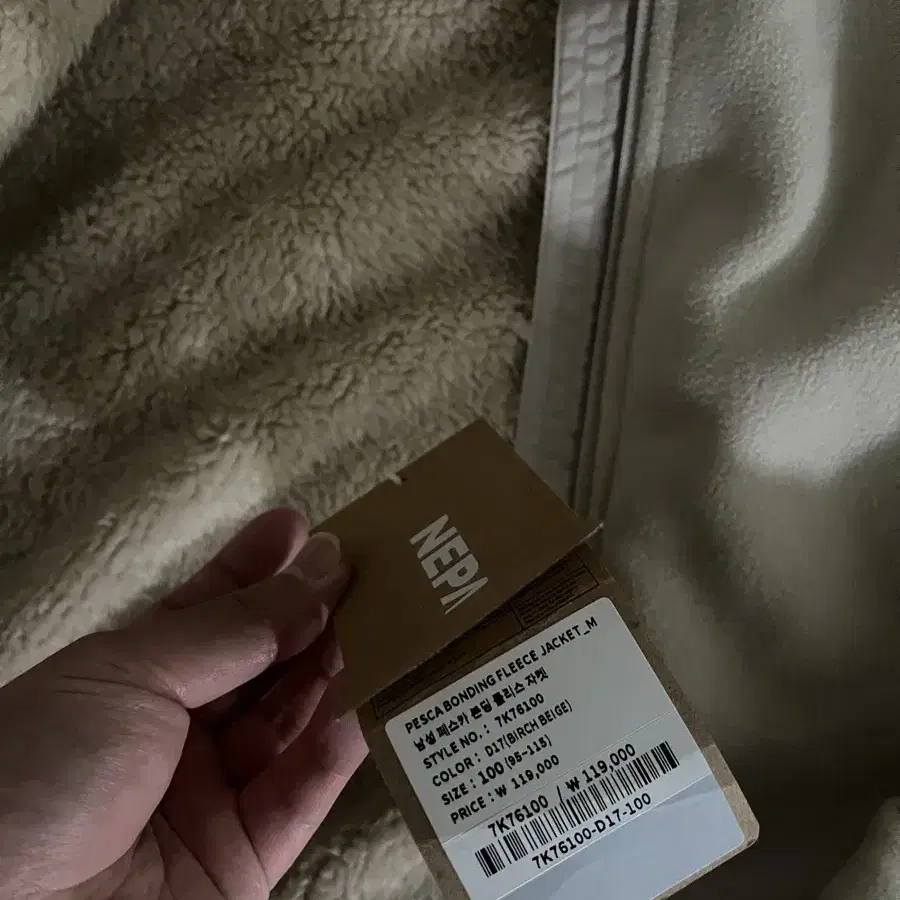 NEPA
PESCA BONDING FLEECE JACKET_M
남성 페스카 본딩 플리스 자켓
STYLE NO. : 7K76100
COLOR : D17(BIRCH BEIGE)
SIZE : 100 (95-115)
PRICE : ₩ 119,000
7K76100 / ₩ 119,000
7K76100-D17-100